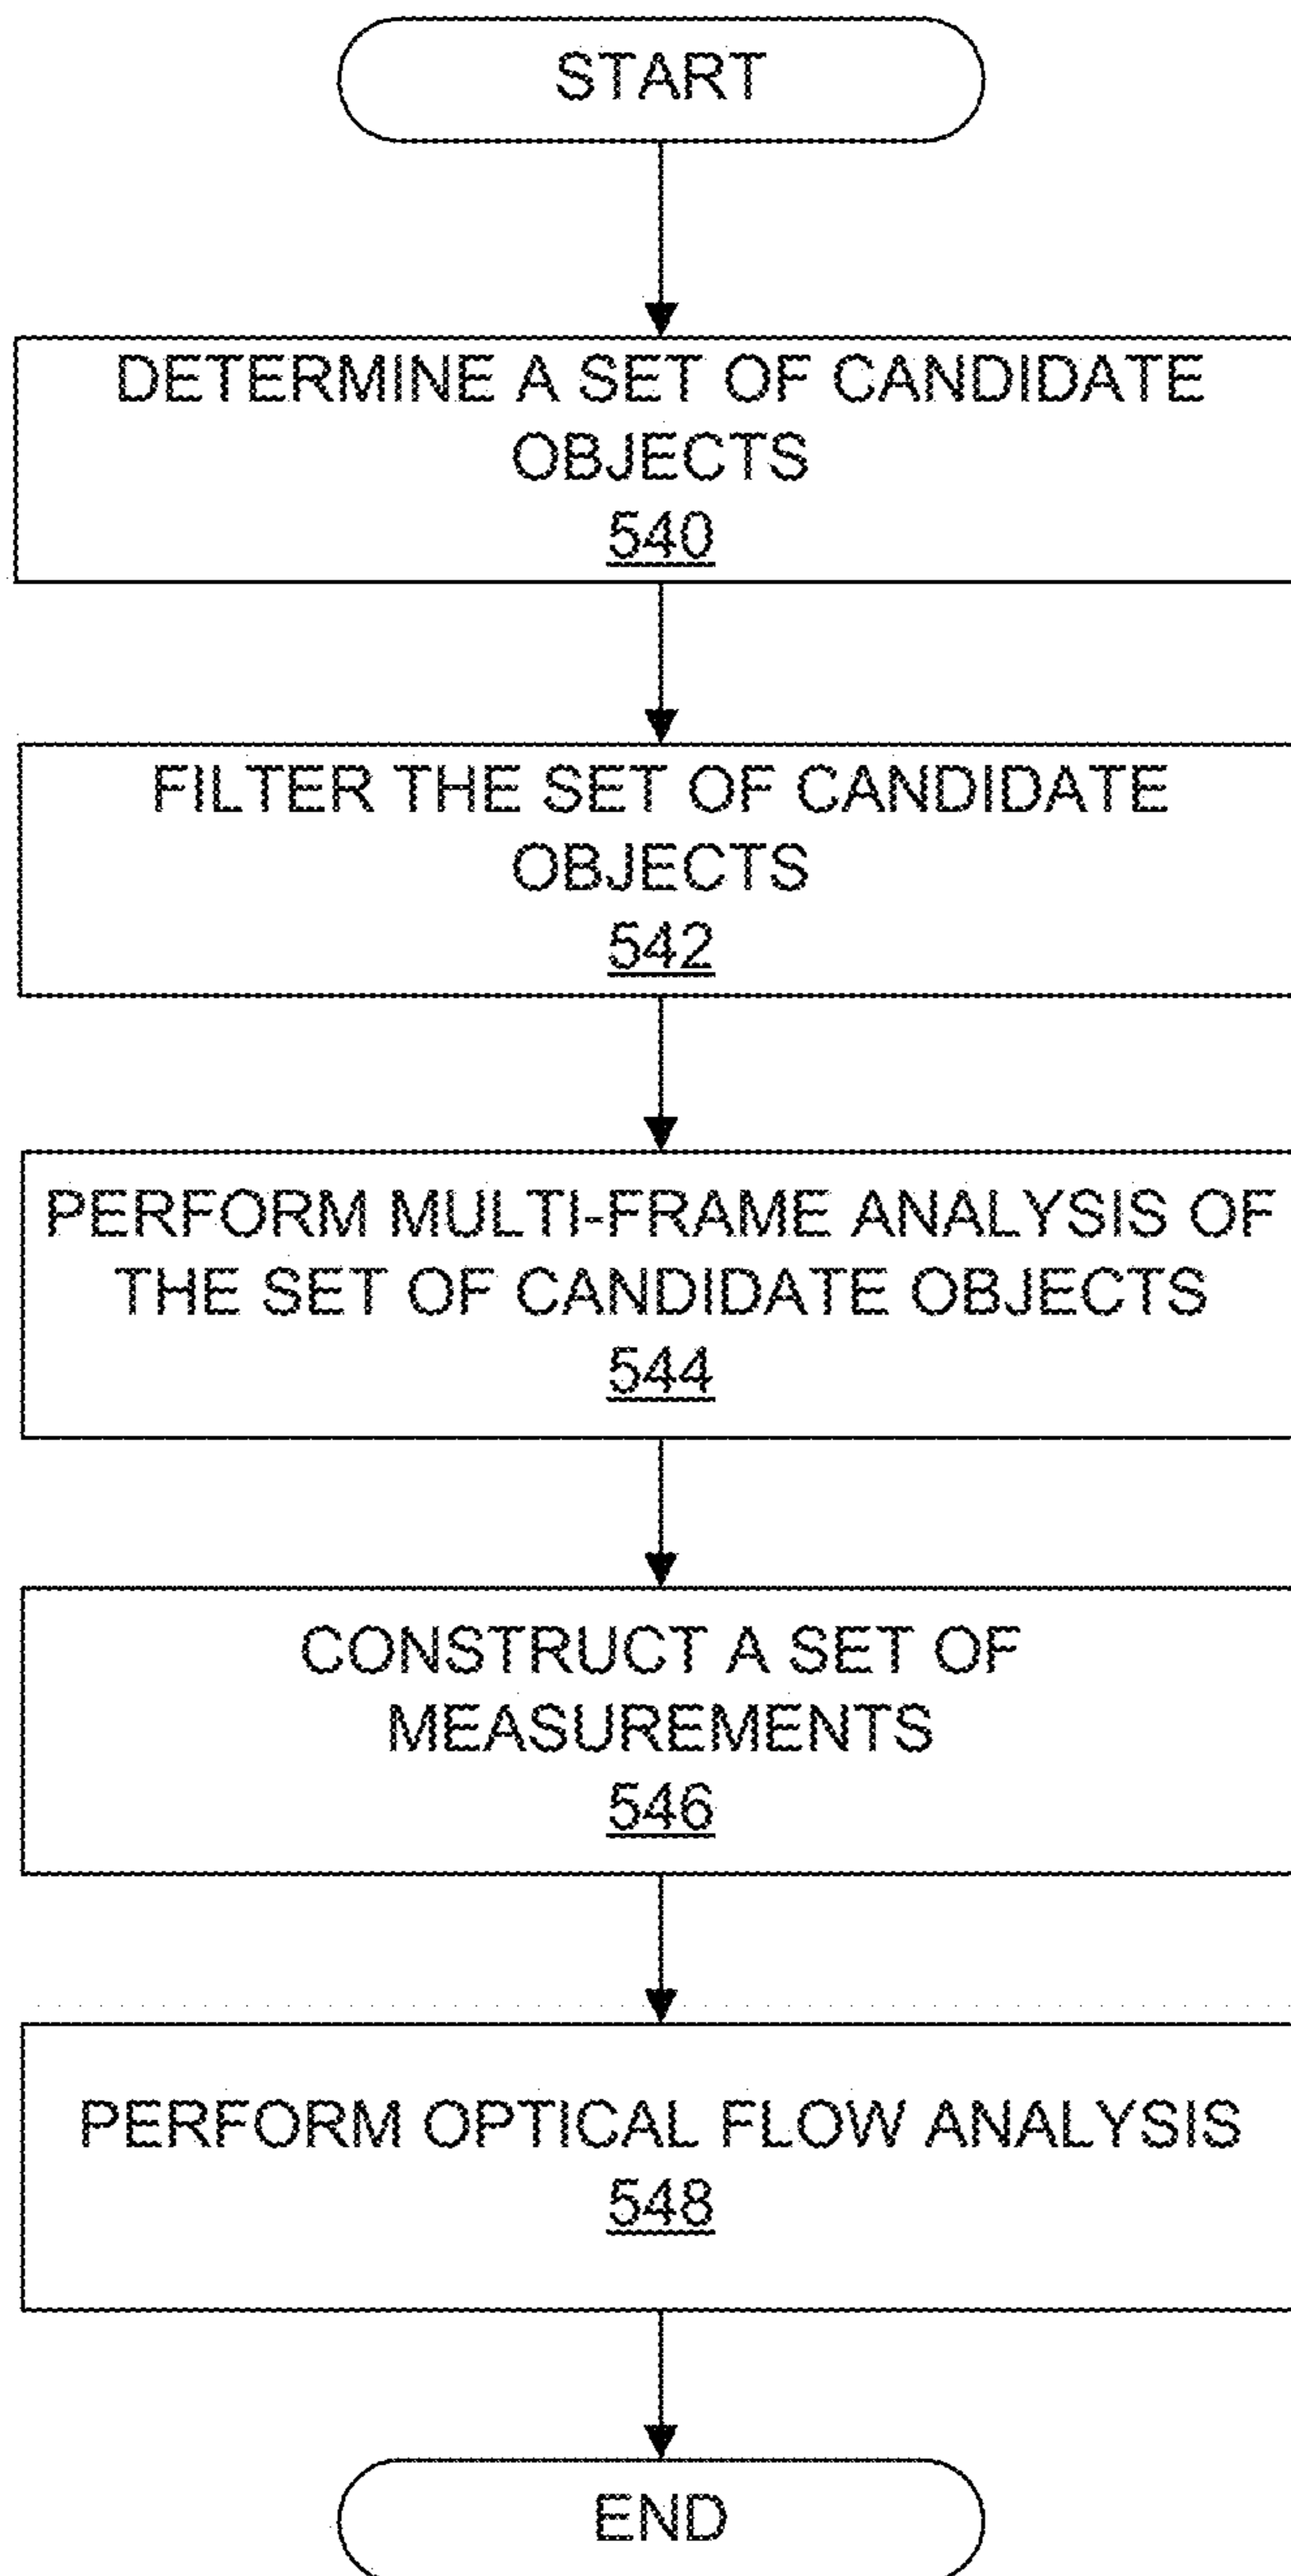 START
DETERMINE A SET OF CANDIDATE
OBJECTS
540
FILTER THE SET OF CANDIDATE
OBJECTS
542
PERFORM MULTI-FRAME ANALYSIS OF
THE SET OF CANDIDATE OBJECTS
544
CONSTRUCT A SET OF
MEASUREMENTS
546
PERFORM OPTICAL FLOW ANALYSIS
548
END